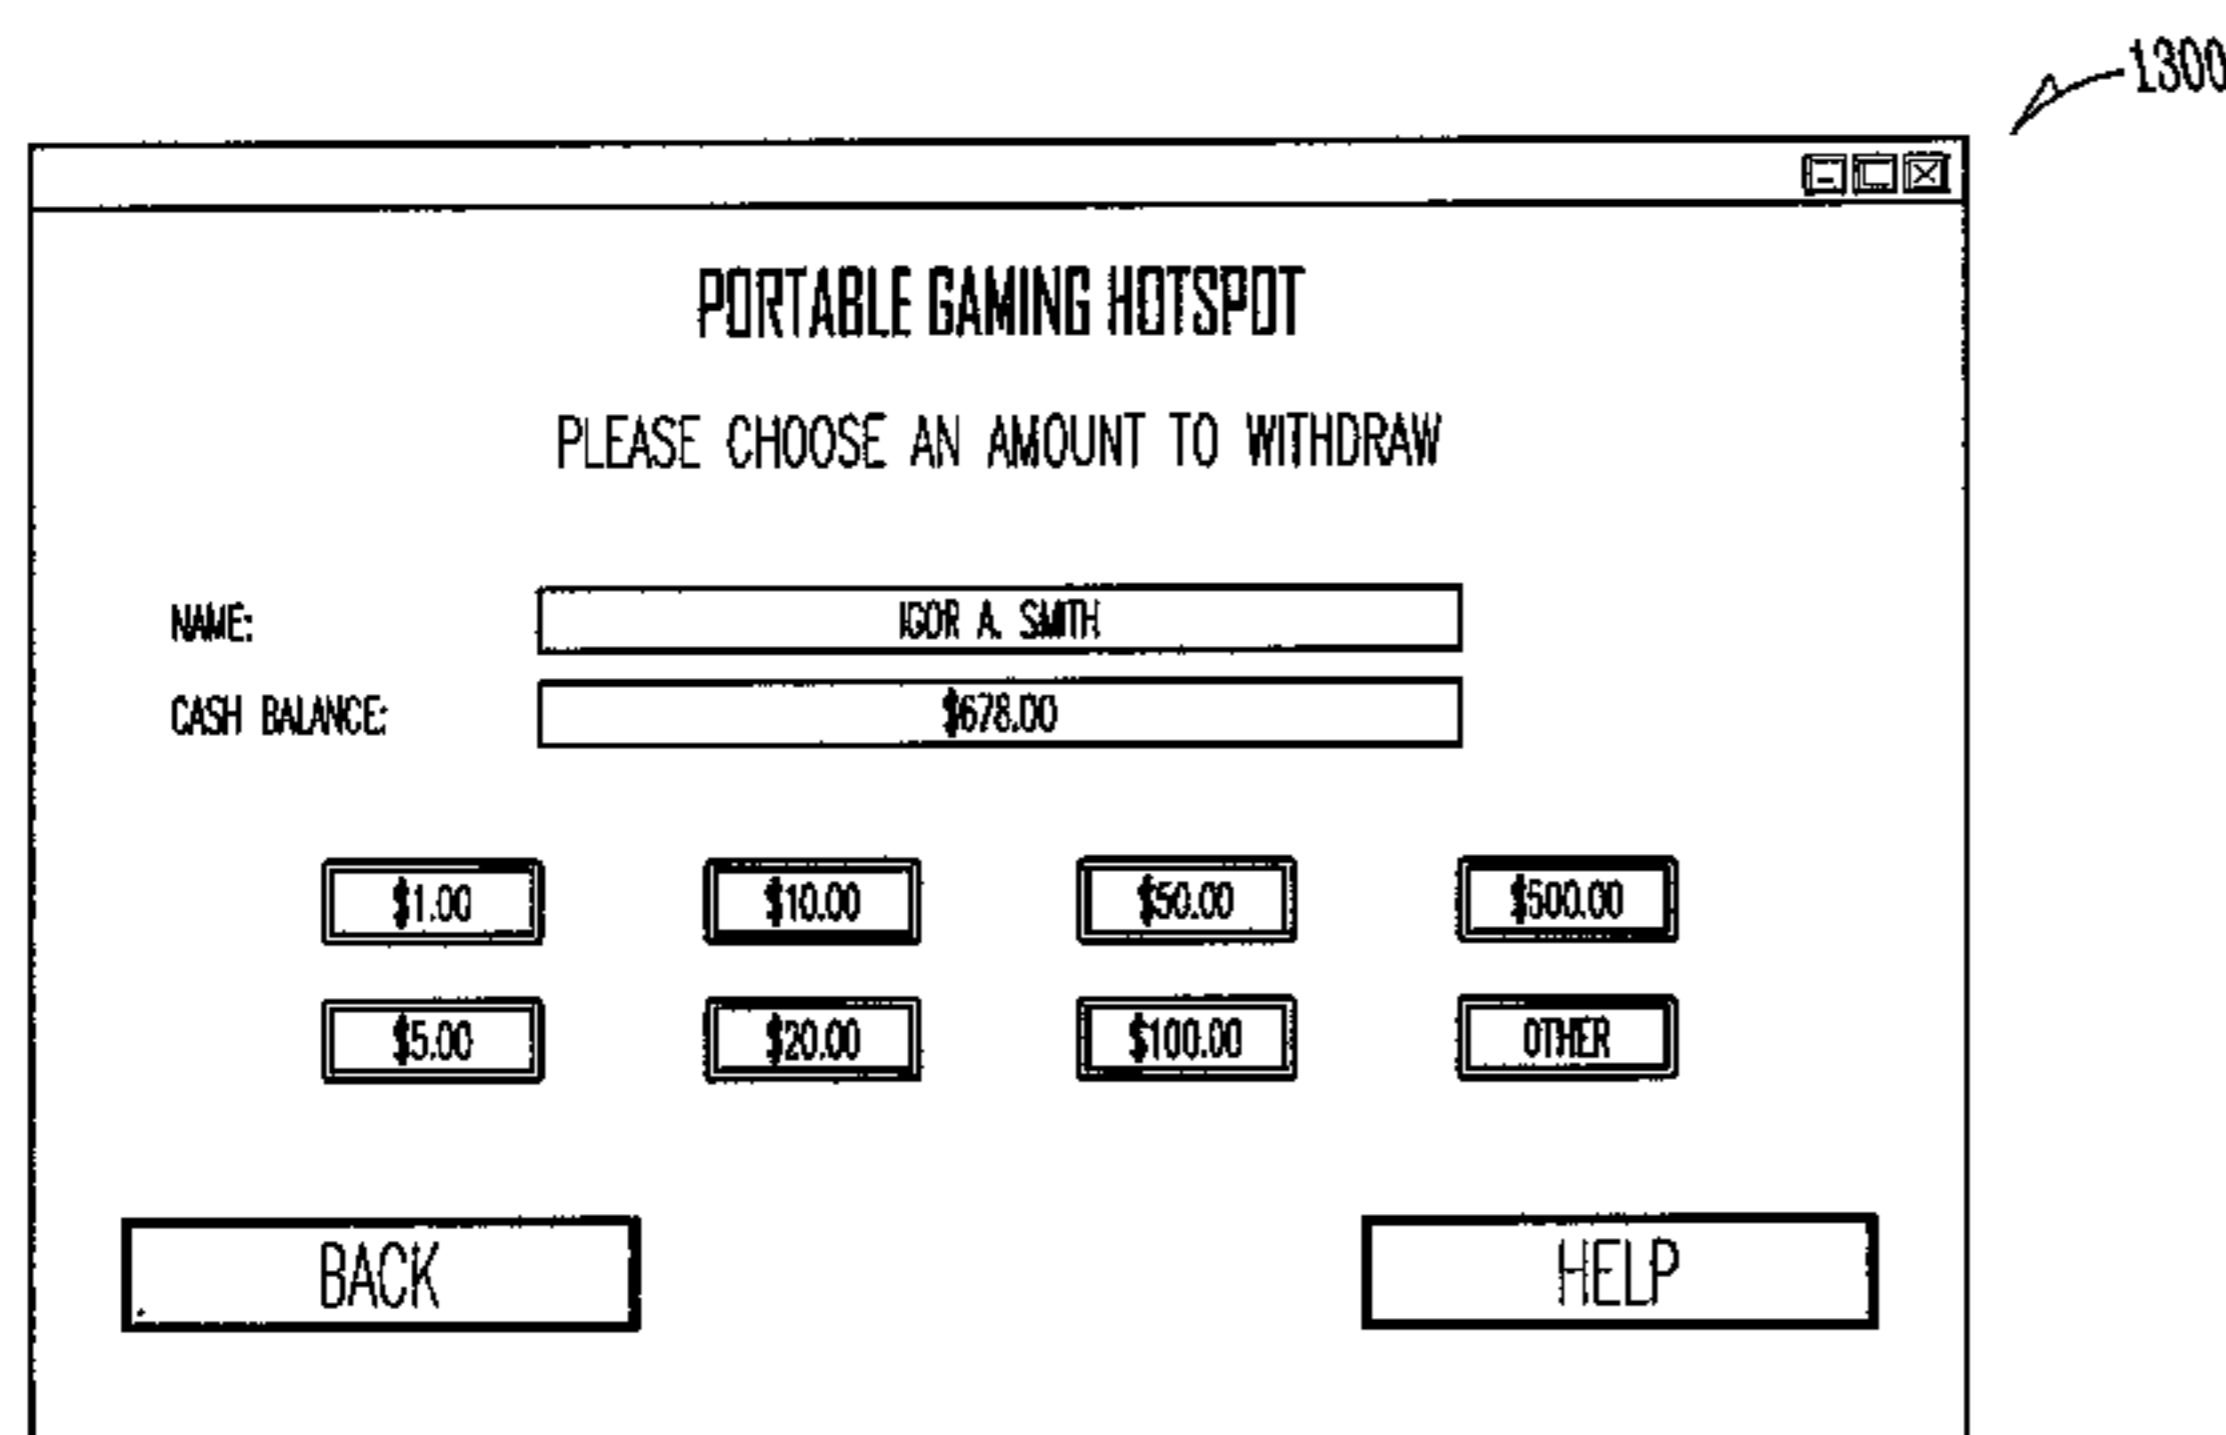 1300
PORTABLE GAMING HOTSPOT
PLEASE CHOOSE AN AMOUNT TO WITHDRAW
NAME: IGOR A. SMITH
CASH BALANCE: $678.00
$1.00 $10.00 $50.00 $500.00
$5.00 $20.00 $100.00 OTHER
BACK HELP